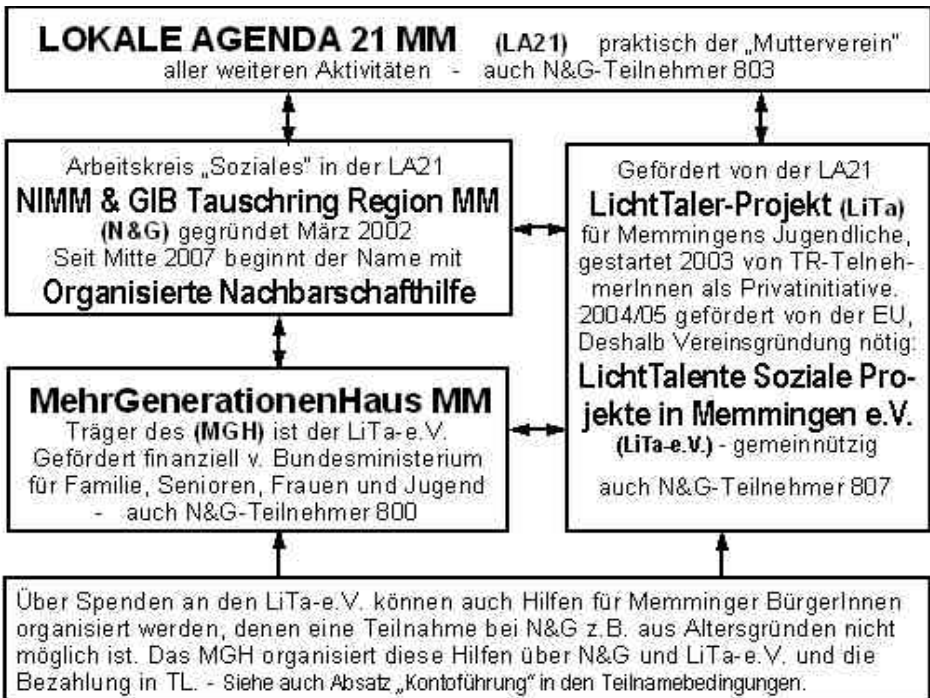 LOKALE AGENDA 21 MM (LA21) praktisch der „Mutterverein"
aller weiteren Aktivitäten - auch N&G-Teilnehmer 803
Arbeitskreis „Soziales" in der LA21
NIMM & GIB Tauschring Region MM
(N&G) gegründet März 2002
Seit Mitte 2007 beginnt der Name mit
Organisierte Nachbarschafthilfe
Gefördert von der LA21
LichtTaler-Projekt (LiTa)
für Memmingens Jugendliche,
gestartet 2003 von TR-Telneh-
merInnen als Privatinitiative.
2004/05 gefördert von der EU,
Deshalb Vereinsgründung nötig:
LichtTalente Soziale Pro-
jekte in Memmingen e.V.
(LiTa-e.V.) - gemeinnützig
auch N&G-Teilnehmer 807
MehrGenerationenHaus MM
Träger des (MGH) ist der LiTa-e.V.
Gefördert finanziell v. Bundesministerium
für Familie, Senioren, Frauen und Jugend
- auch N&G-Teilnehmer 800
Über Spenden an den LiTa-e.V. können auch Hilfen für Memminger BürgerInnen
organisiert werden, denen eine Teilnahme bei N&G z.B. aus Altersgründen nicht
möglich ist. Das MGH organisiert diese Hilfen über N&G und LiTa-e.V. und die
Bezahlung in TL. - Siehe auch Absatz „Kontoführung" in den Teilnamebedingungen.